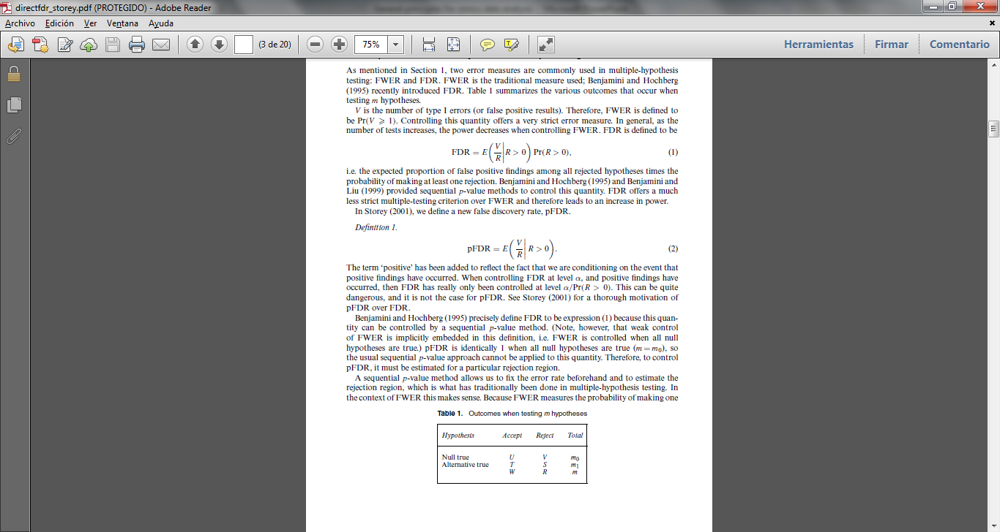 directfdr_storey.pdf (PROTEGIDO) - Adobe Reader
Archivo Edición Ver Ventana Ayuda
(3 de 20) 75% Herramientas Firmar Comentario
As mentioned in Section 1, two error measures are commonly used in multiple-hypothesis
testing: FWER and FDR. FWER is the traditional measure used; Benjamini and Hochberg
(1995) recently introduced FDR. Table 1 summarizes the various outcomes that occur when
testing m hypotheses.
V is the number of type I errors (or false positive results). Therefore, FWER is defined to
be Pr(V ⩾ 1). Controlling this quantity offers a very strict error measure. In general, as the
number of tests increases, the power decreases when controlling FWER. FDR is defined to be
FDR = E(V/R | R > 0) Pr(R > 0), (1)
i.e. the expected proportion of false positive findings among all rejected hypotheses times the
probability of making at least one rejection. Benjamini and Hochberg (1995) and Benjamini and
Liu (1999) provided sequential p-value methods to control this quantity. FDR offers a much
less strict multiple-testing criterion over FWER and therefore leads to an increase in power.
In Storey (2001), we define a new false discovery rate, pFDR.
Definition 1.
pFDR = E(V/R | R > 0). (2)
The term ‘positive’ has been added to reflect the fact that we are conditioning on the event that
positive findings have occurred. When controlling FDR at level α, and positive findings have
occurred, then FDR has really only been controlled at level α/Pr(R > 0). This can be quite
dangerous, and it is not the case for pFDR. See Storey (2001) for a thorough motivation of
pFDR over FDR.
Benjamini and Hochberg (1995) precisely define FDR to be expression (1) because this quan-
tity can be controlled by a sequential p-value method. (Note, however, that weak control
of FWER is implicitly embedded in this definition, i.e. FWER is controlled when all null
hypotheses are true.) pFDR is identically 1 when all null hypotheses are true (m = m₀), so
the usual sequential p-value approach cannot be applied to this quantity. Therefore, to control
pFDR, it must be estimated for a particular rejection region.
A sequential p-value method allows us to fix the error rate beforehand and to estimate the
rejection region, which is what has traditionally been done in multiple-hypothesis testing. In
the context of FWER this makes sense. Because FWER measures the probability of making one
Table 1. Outcomes when testing m hypotheses
Hypothesis Accept Reject Total
Null true U V m₀
Alternative true T S m₁
W R m